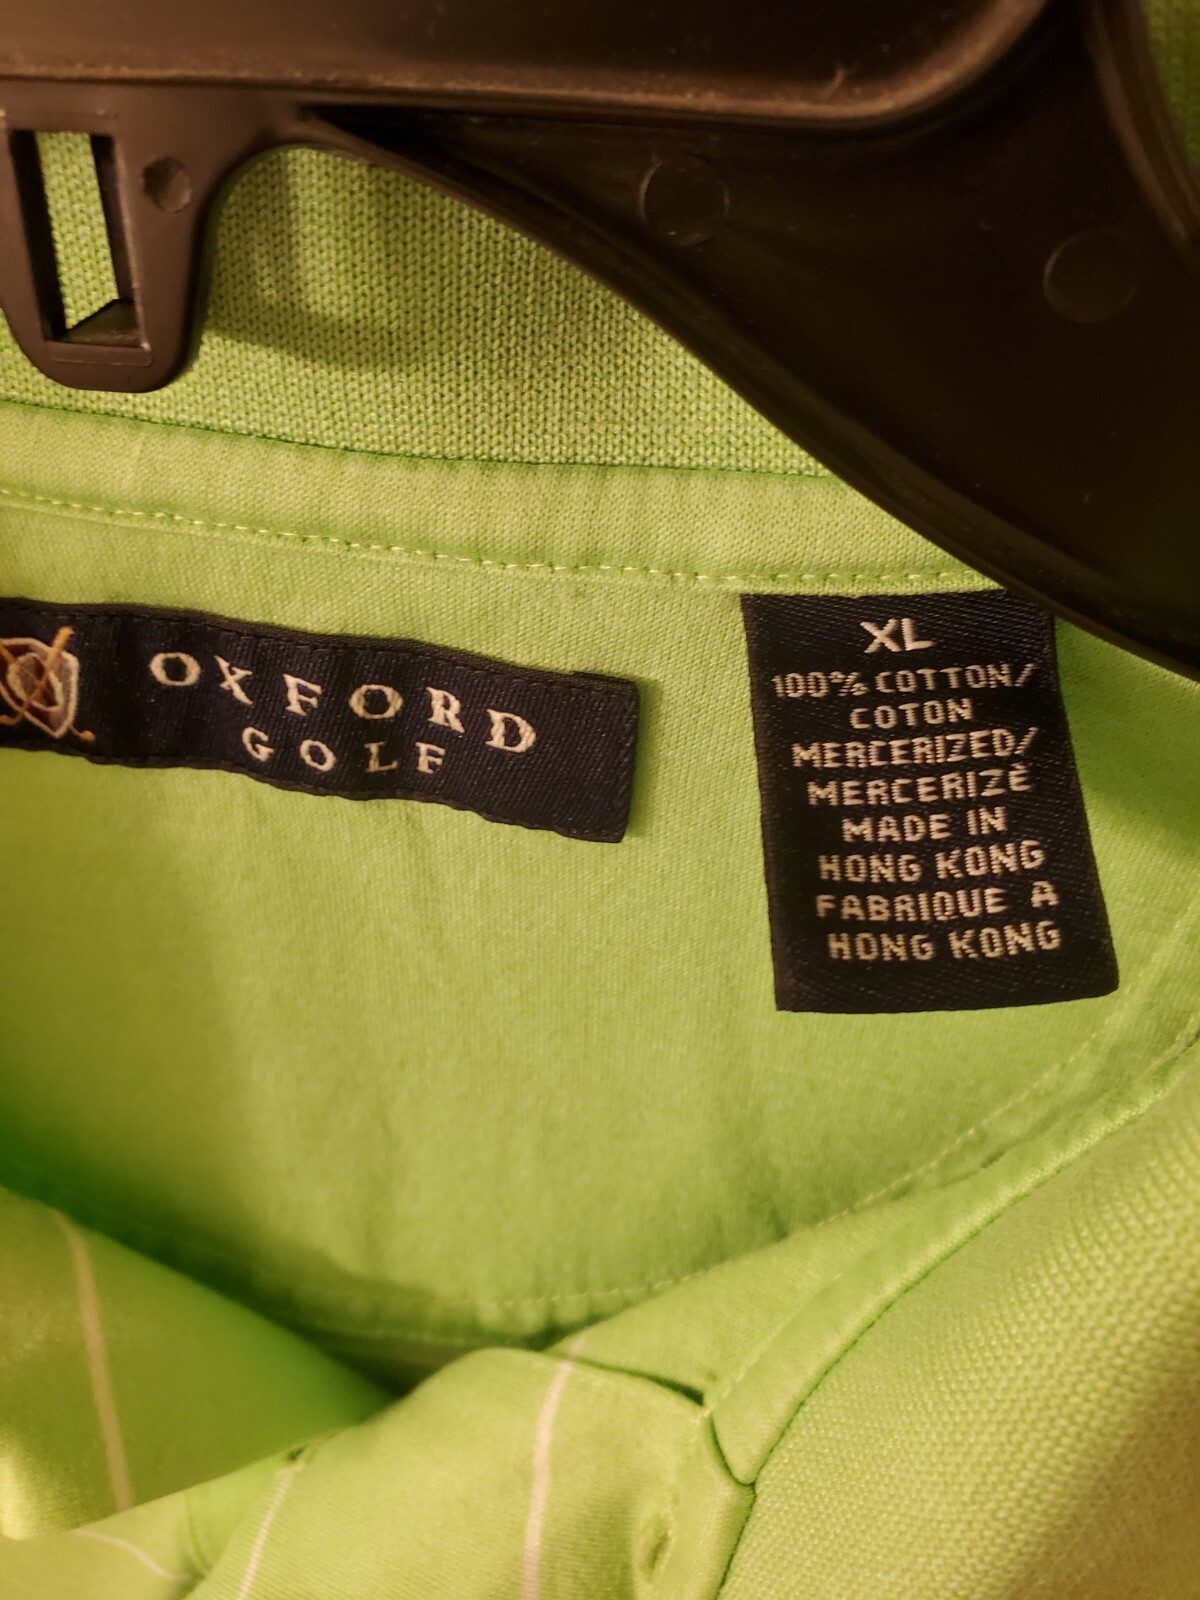 OXFORD
GOLF
XL
100% COTTON/
COTON
MERCERIZED/
MERCERIZÈ
MADE IN
HONG KONG
FABRIQUE A
HONG KONG